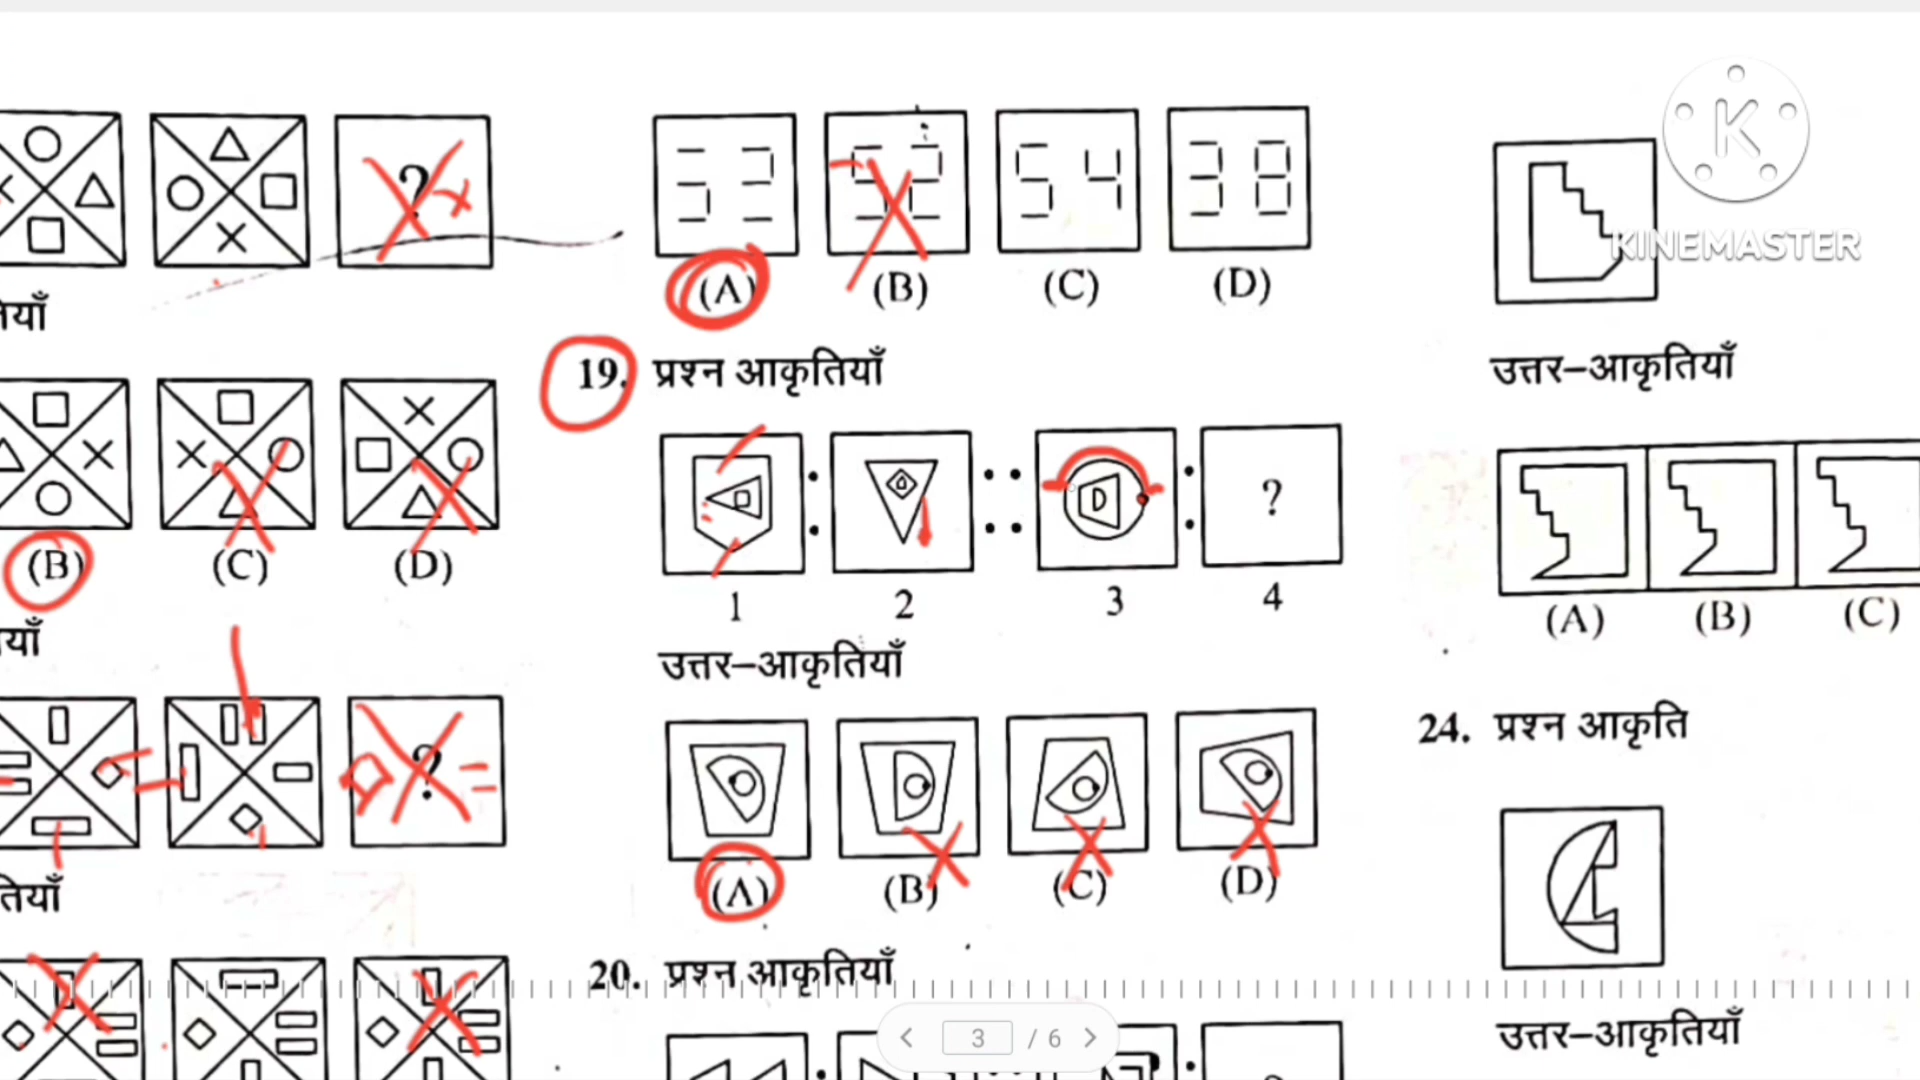 K
KINEMASTER
?
(A) (B) (C) (D)
तियाँ
19. प्रश्न आकृतियाँ
?
1 2 3 4
उत्तर–आकृतियाँ
(A) (B) (C) (D)
20. प्रश्न आकृतियाँ
(B) (C) (D)
याँ
?
तियाँ
उत्तर–आकृतियाँ
(A) (B) (C)
24. प्रश्न आकृति
उत्तर–आकृतियाँ
3 / 6